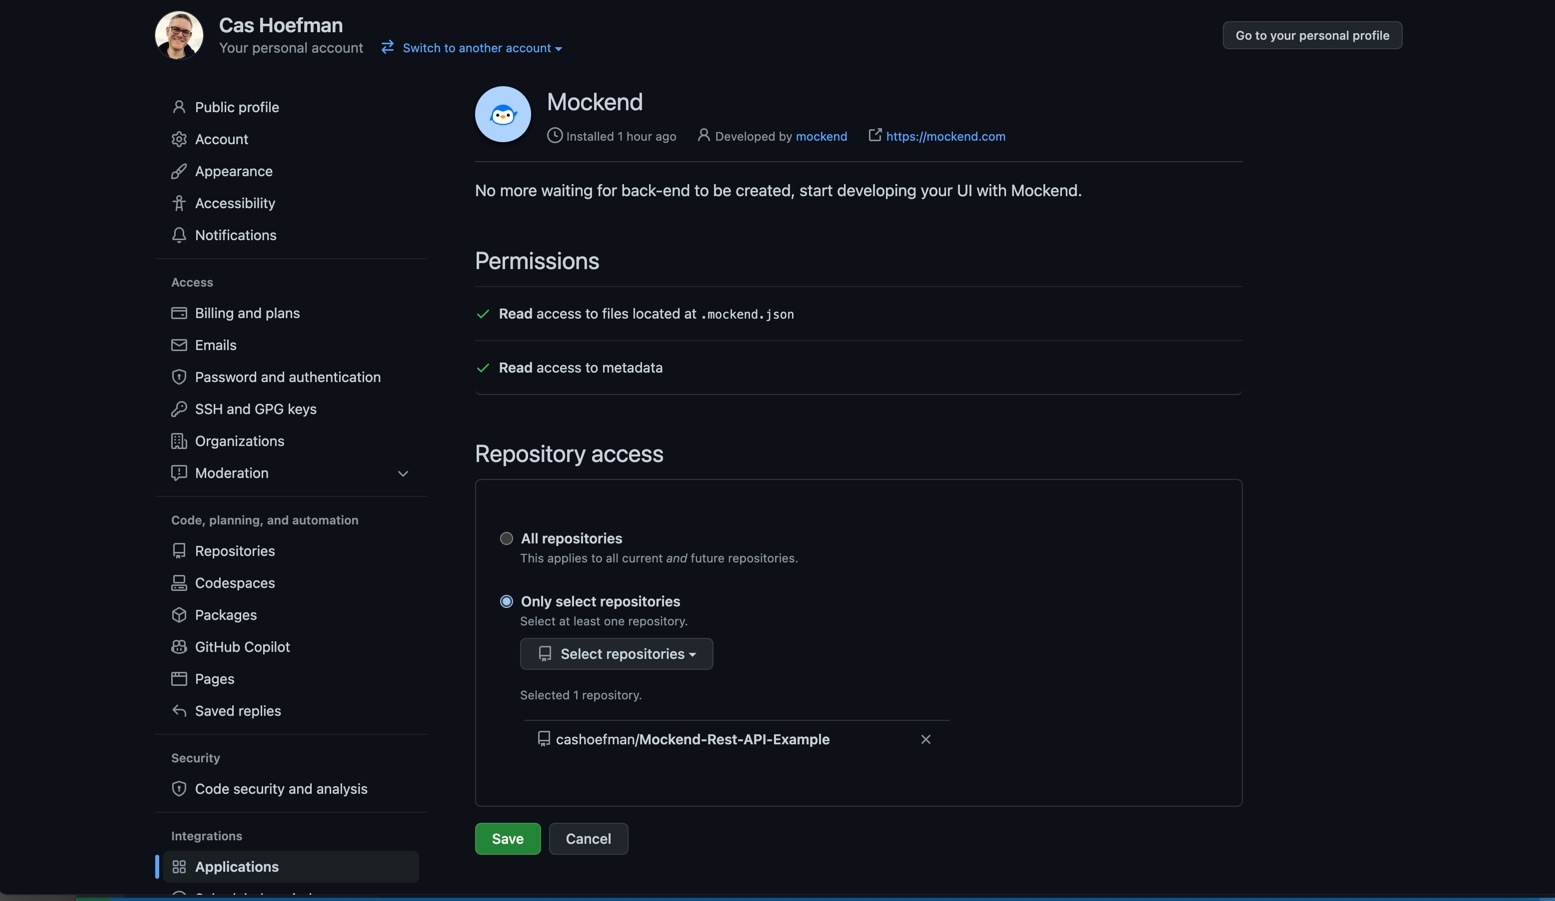 Cas Hoefman
Your personal account
Switch to another account
Go to your personal profile
Public profile
Account
Appearance
Accessibility
Notifications
Access
Billing and plans
Emails
Password and authentication
SSH and GPG keys
Organizations
Moderation
Code, planning, and automation
Repositories
Codespaces
Packages
GitHub Copilot
Pages
Saved replies
Security
Code security and analysis
Integrations
Applications
Mockend
Installed 1 hour ago
Developed by mockend
https://mockend.com
No more waiting for back-end to be created, start developing your UI with Mockend.
Permissions
Read access to files located at .mockend.json
Read access to metadata
Repository access
All repositories
This applies to all current and future repositories.
Only select repositories
Select at least one repository.
Select repositories
Selected 1 repository.
cashoefman/Mockend-Rest-API-Example
Save
Cancel